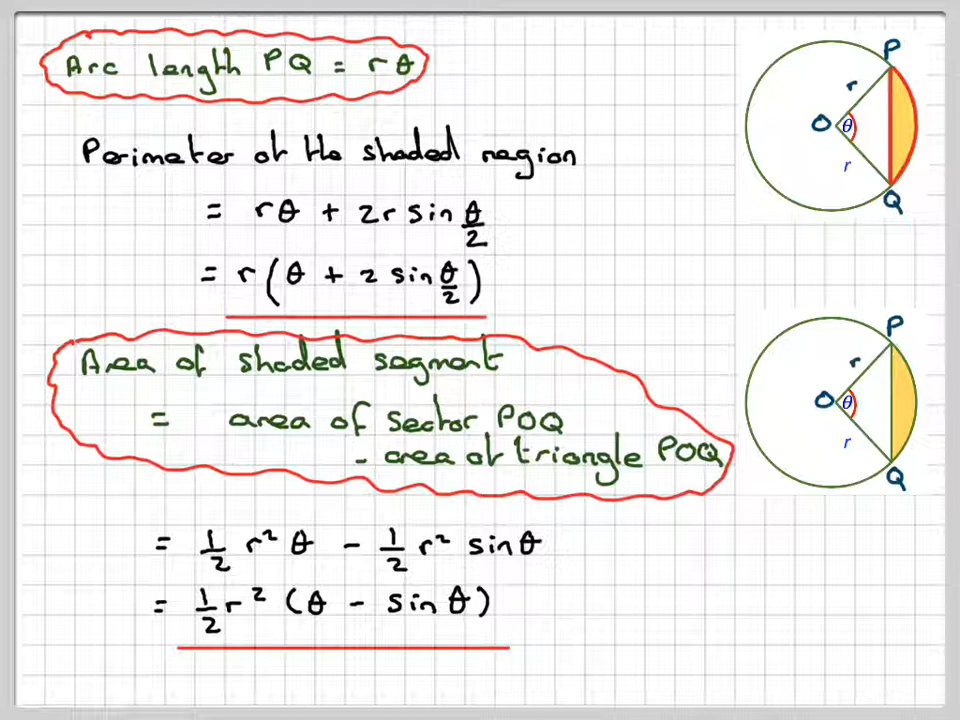 Arc length PQ = rθ
Perimeter of the shaded region
= rθ + 2r sin θ/2
= r(θ + 2 sin θ/2)
Area of shaded segment
= area of sector POQ
- area of triangle POQ
= 1/2 r² θ - 1/2 r² sin θ
= 1/2 r² (θ - sin θ)
P
r
O θ
r
Q
P
r
O θ
r
Q